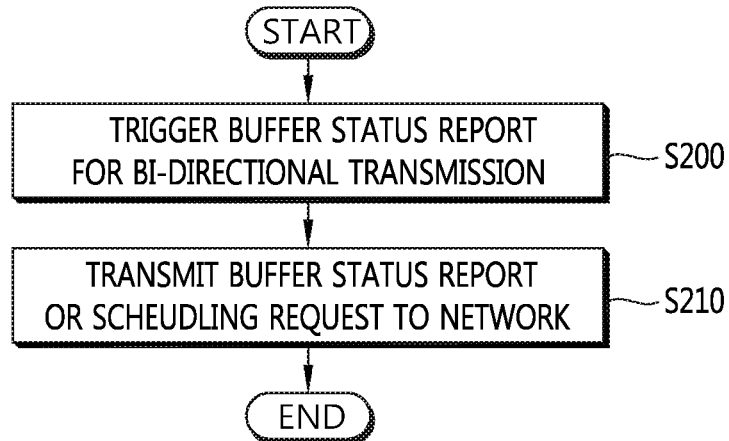 START
TRIGGER BUFFER STATUS REPORT
FOR BI-DIRECTIONAL TRANSMISSION
S200
TRANSMIT BUFFER STATUS REPORT
OR SCHEUDLING REQUEST TO NETWORK
S210
END